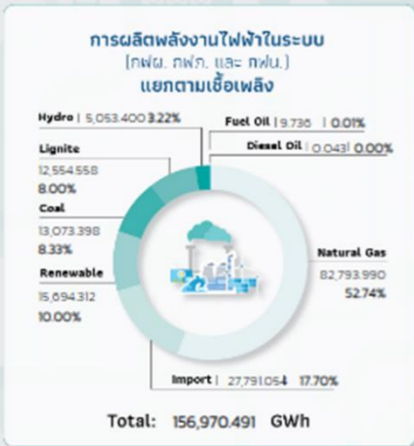 การผลิตพลังงานไฟฟ้าในระบบ
(กฟผ. กฟภ. และ กฟน.)
แยกตามเชื้อเพลิง
Hydro | 5,053.400 3.22%
Fuel Oil | 9.736 | 0.01%
Diesel Oil | 0.043 | 0.00%
Lignite
12,554.558
8.00%
Coal
13,073.398
8.33%
Renewable
15,694.312
10.00%
Natural Gas
82,793.990
52.74%
Import | 27,791.054 17.70%
Total: 156,970.491 GWh